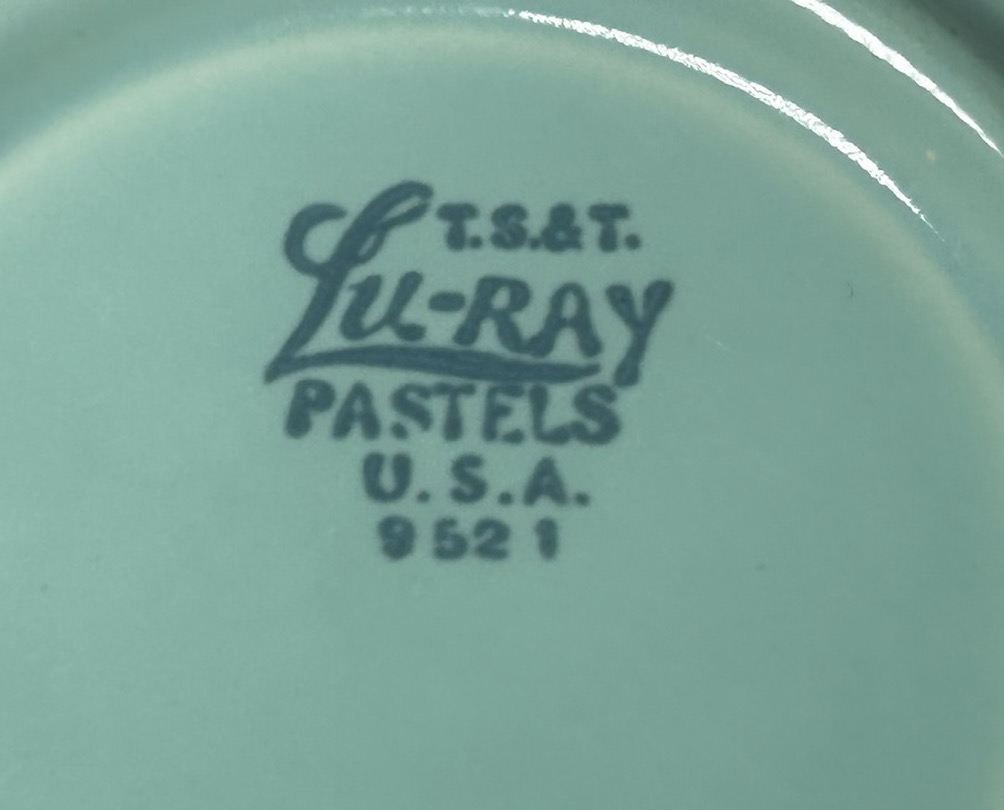 T.S.&T.
Lu-RAY
PASTELS
U.S.A.
9521